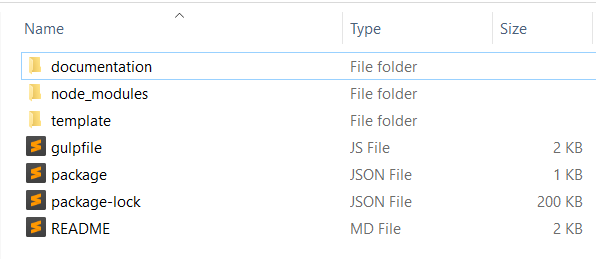 Name Type Size
documentation File folder
node_modules File folder
template File folder
gulpfile JS File 2 KB
package JSON File 1 KB
package-lock JSON File 200 KB
README MD File 2 KB